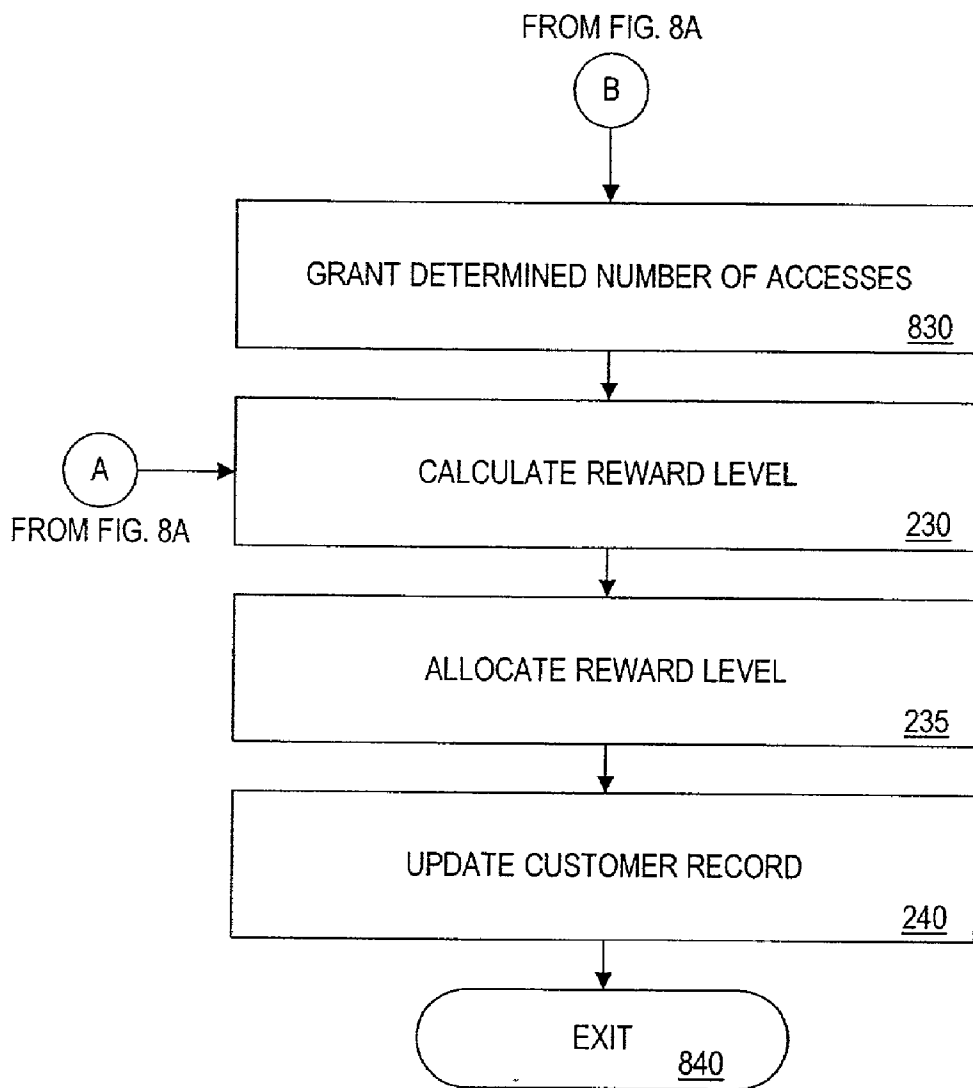 FROM FIG. 8A
B
GRANT DETERMINED NUMBER OF ACCESSES
830
A
FROM FIG. 8A
CALCULATE REWARD LEVEL
230
ALLOCATE REWARD LEVEL
235
UPDATE CUSTOMER RECORD
240
EXIT
840